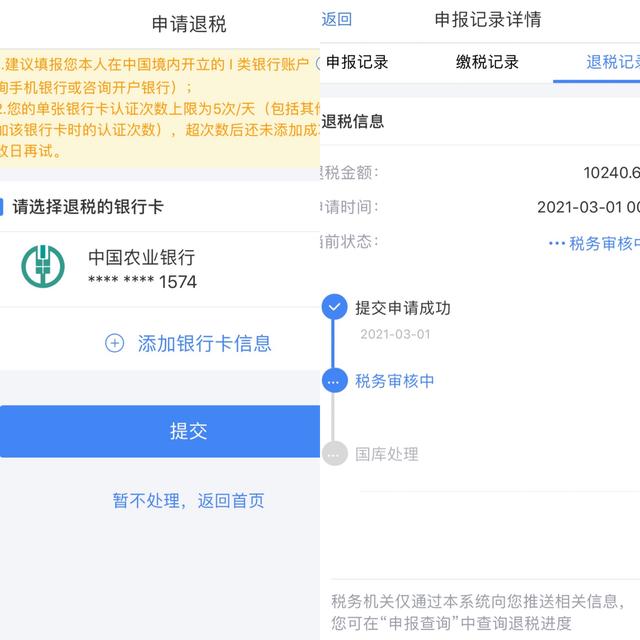 申请退税
1.建议填报您本人在中国境内开立的 I 类银行账户（
询手机银行或咨询开户银行）；
2.您的单张银行卡认证次数上限为5次/天（包括其他
加该银行卡时的认证次数），超次数后还未添加成
改日再试。
请选择退税的银行卡
中国农业银行
**** **** 1574
添加银行卡信息
提交
暂不处理，返回首页
返回
申报记录详情
申报记录
缴税记录
退税记录
退税信息
退税金额：
10240.6
申请时间：
2021-03-01 00
当前状态：
··· 税务审核中
提交申请成功
2021-03-01
税务审核中
国库处理
税务机关仅通过本系统向您推送相关信息，
您可在“申报查询”中查询退税进度